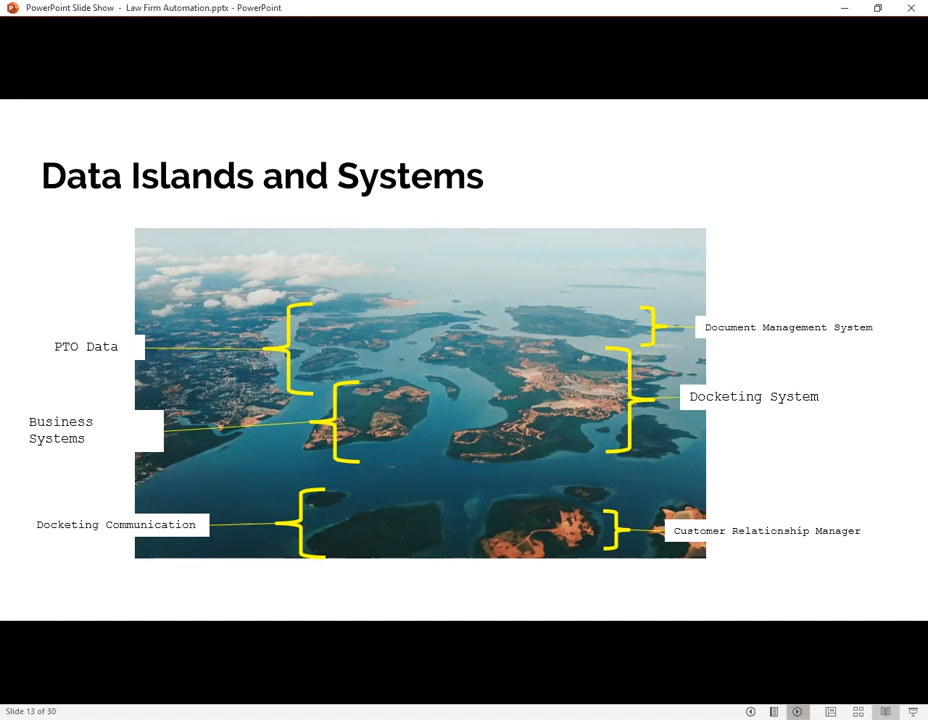 PowerPoint Slide Show - Law Firm Automation.pptx - PowerPoint
Data Islands and Systems
Document Management System
PTO Data
Docketing System
Business
Systems
Docketing Communication
Customer Relationship Manager
Slide 13 of 30